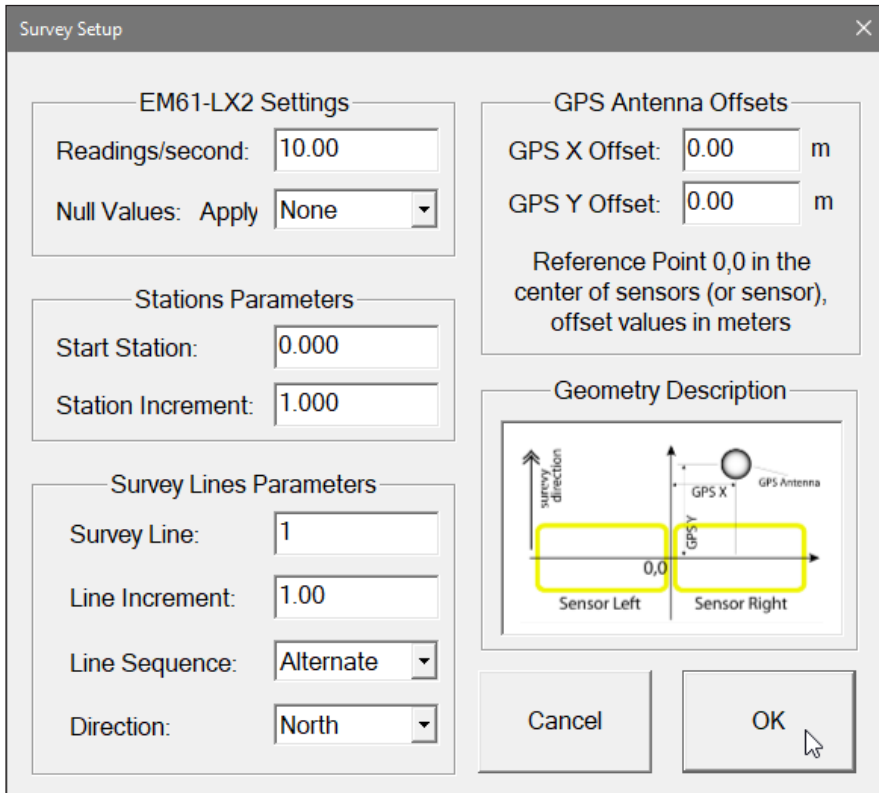 Survey Setup
EM61-LX2 Settings
Readings/second: 10.00
Null Values: Apply None
Stations Parameters
Start Station: 0.000
Station Increment: 1.000
Survey Lines Parameters
Survey Line: 1
Line Increment: 1.00
Line Sequence: Alternate
Direction: North
GPS Antenna Offsets
GPS X Offset: 0.00 m
GPS Y Offset: 0.00 m
Reference Point 0,0 in the
center of sensors (or sensor),
offset values in meters
Geometry Description
surevy
direction
GPS X
GPS Antenna
GPS Y
0,0
Sensor Left
Sensor Right
Cancel
OK